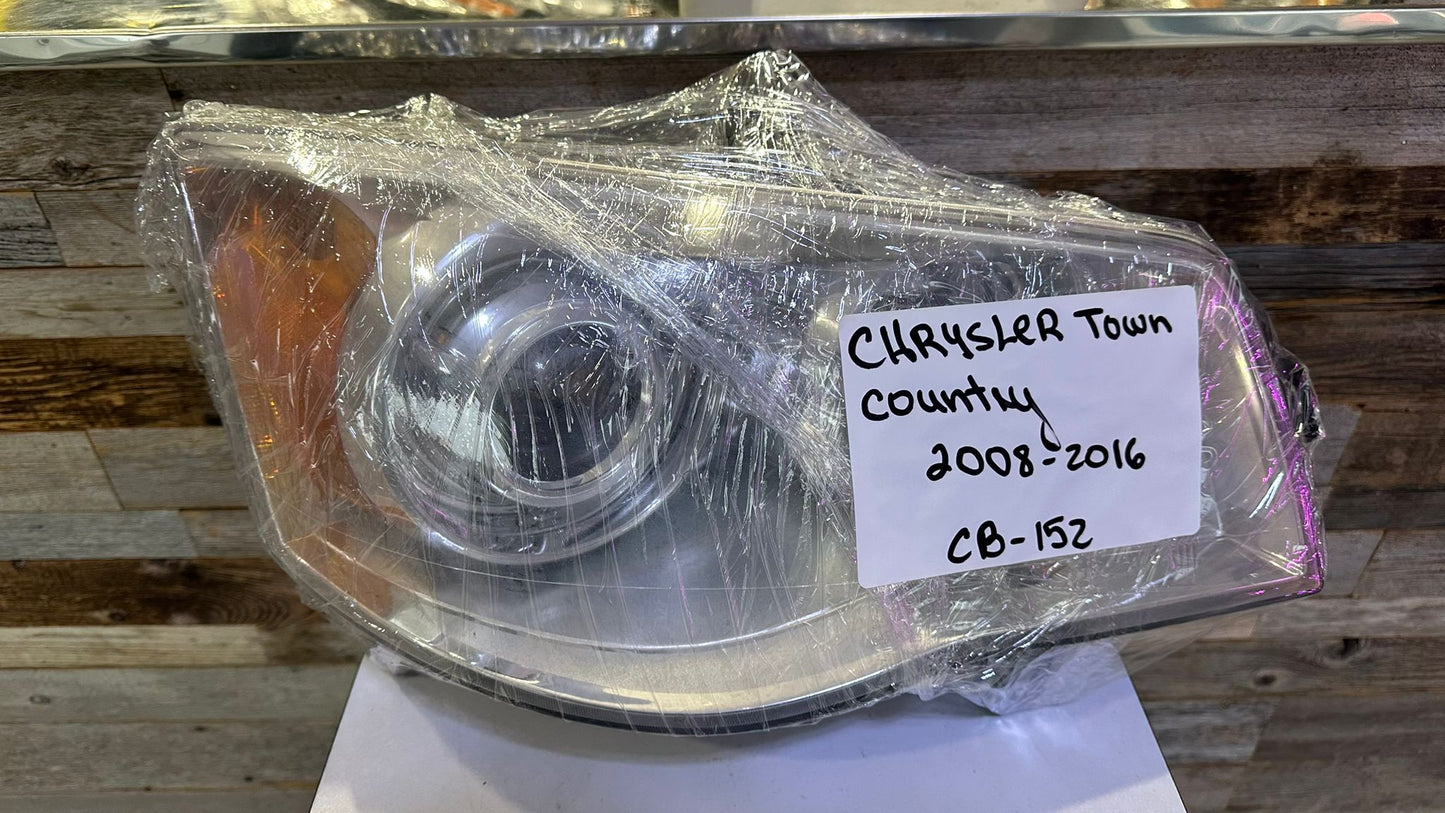 CHRYSLER TOWN
COUNTRY
2008-2016
CB-152